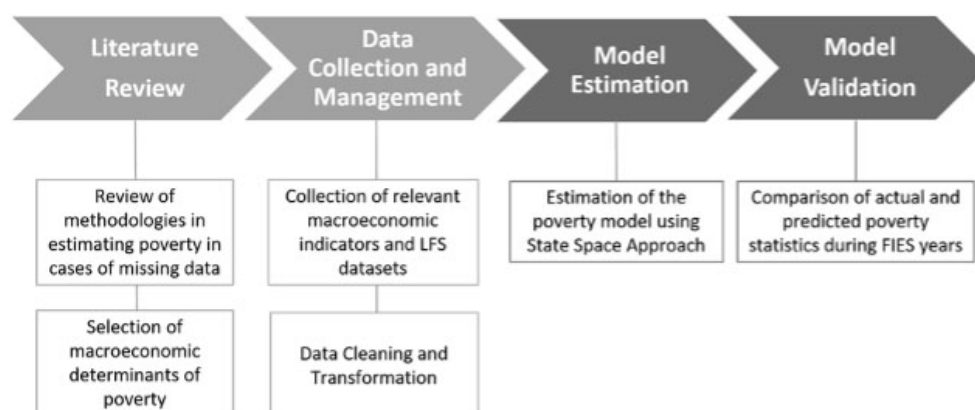 Literature
Review
Data
Collection and
Management
Model
Estimation
Model
Validation
Review of
methodologies in
estimating poverty in
cases of missing data
Collection of relevant
macroeconomic
indicators and LFS
datasets
Estimation of the
poverty model using
State Space Approach
Comparison of actual and
predicted poverty
statistics during FIES years
Selection of
macroeconomic
determinants of
poverty
Data Cleaning and
Transformation